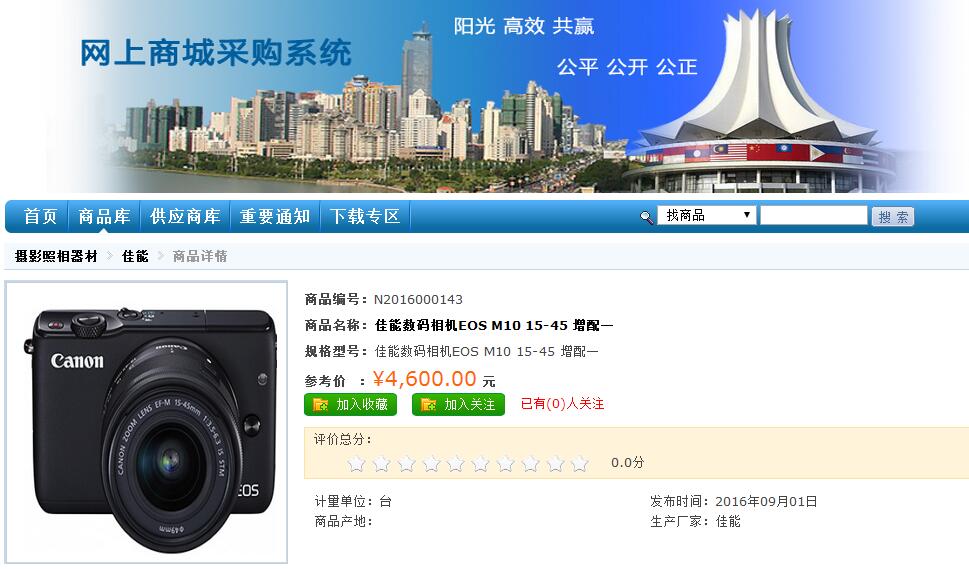 网上商城采购系统
阳光 高效 共赢
公平 公开 公正
首页 商品库 供应商库 重要通知 下载专区
找商品 搜 索
摄影照相器材 佳能 商品详情
Canon
CANON ZOOM LENS EF-M 15-45mm 1:3.5-6.3 IS STM
Φ49mm
EOS
商品编号：N2016000143
商品名称：佳能数码相机EOS M10 15-45 增配一
规格型号：佳能数码相机EOS M10 15-45 增配一
参考价 ：¥4,600.00 元
加入收藏 加入关注 已有(0)人关注
评价总分：
0.0分
计量单位：台 发布时间：2016年09月01日
商品产地： 生产厂家：佳能